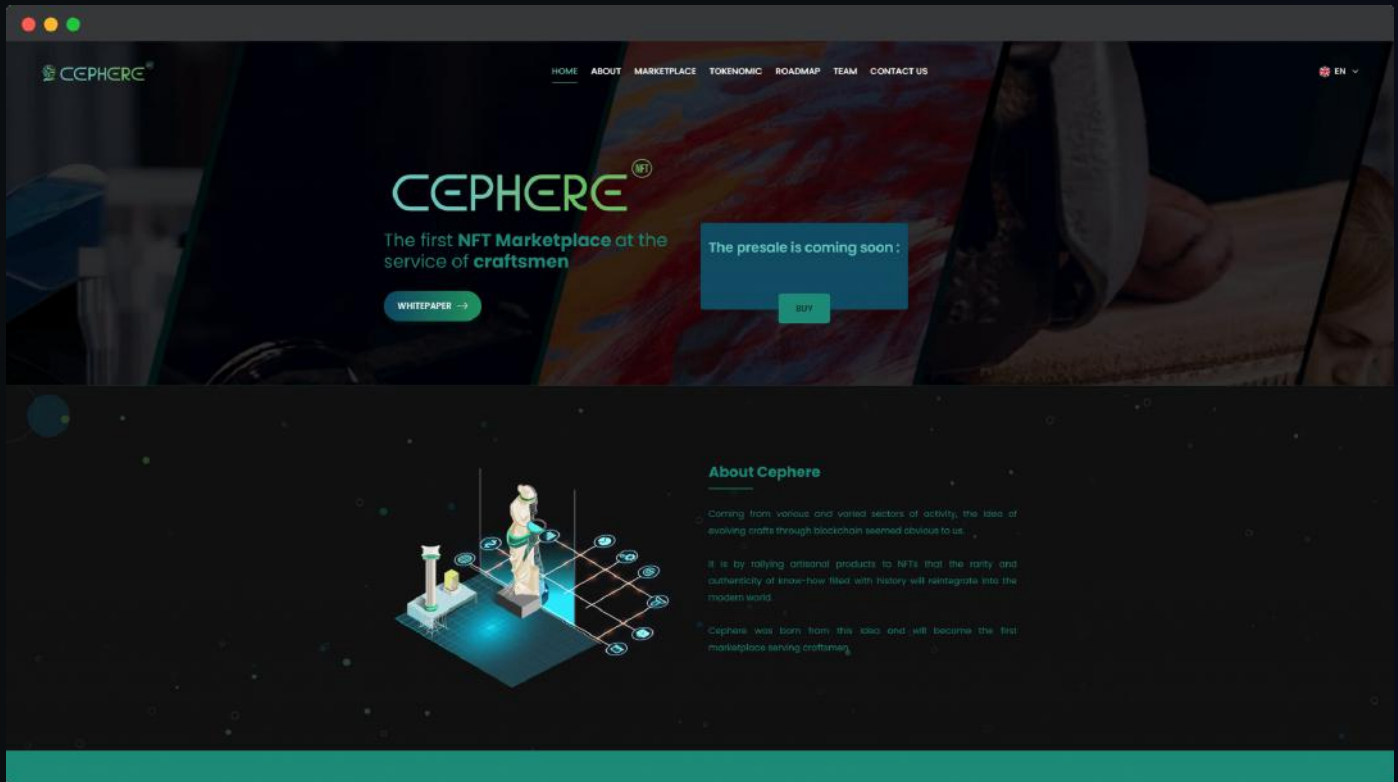 CEPHERE
HOME ABOUT MARKETPLACE TOKENOMIC ROADMAP TEAM CONTACT US
EN
CEPHERE NFT
The first NFT Marketplace at the
service of craftsmen
WHITEPAPER →
The presale is coming soon :
BUY
About Cephere
Coming from various and varied sectors of activity, the idea of
evolving crafts through blockchain seemed obvious to us.
It is by rallying artisanal products to NFTs that the rarity and
authenticity of know-how filled with history will reintegrate into the
modern world.
Cephere was born from this idea and will become the first
marketplace serving craftsmen.